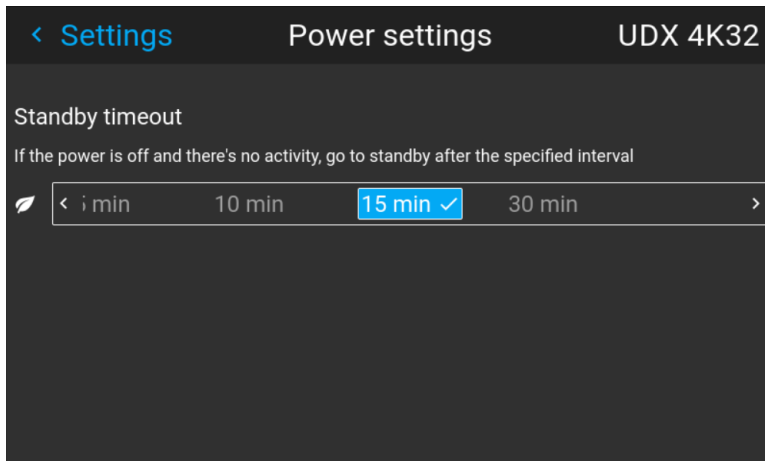 Settings Power settings UDX 4K32
Standby timeout
If the power is off and there's no activity, go to standby after the specified interval
min 10 min 15 min 30 min